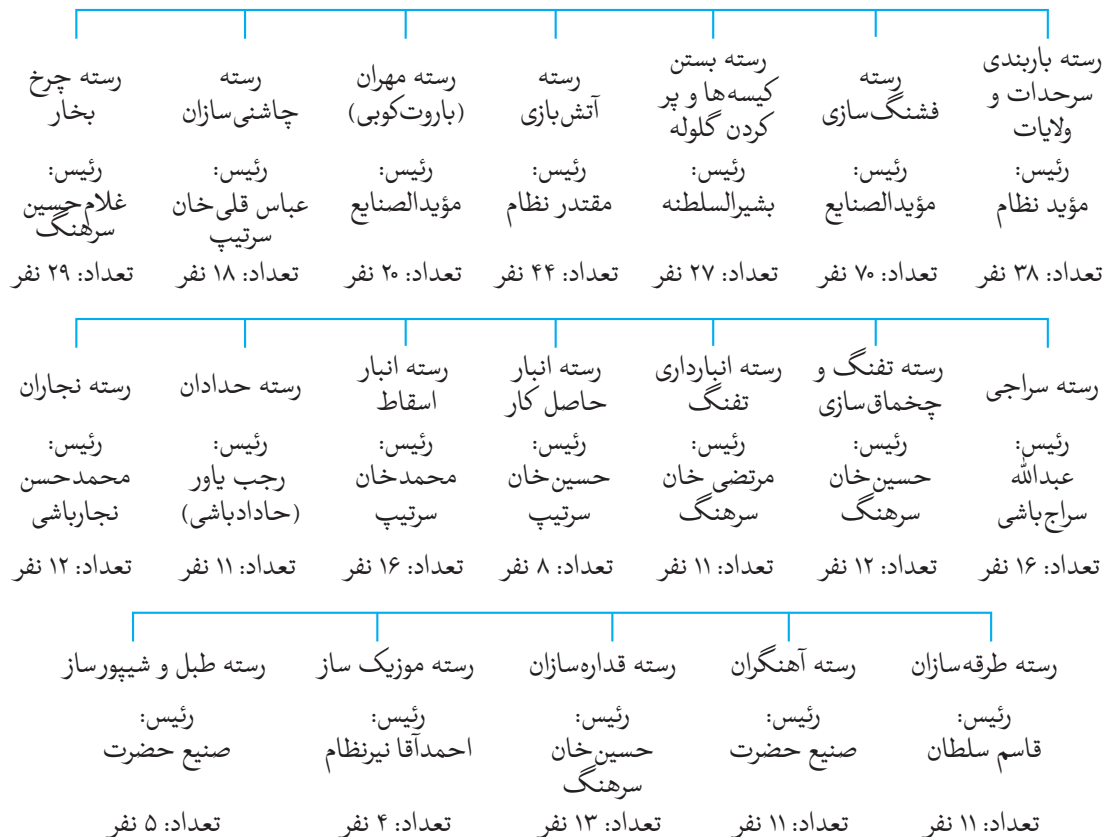 رسته باربندی
سرحدات و
ولایات
رئیس:
مؤید نظام
تعداد: ۳۸ نفر
رسته
فشنگ‌سازی
رئیس:
مؤیدالصنایع
تعداد: ۷۰ نفر
رسته بستن
کیسه‌ها و پر
کردن گلوله
رئیس:
بشیرالسلطنه
تعداد: ۲۷ نفر
رسته
آتش‌بازی
رئیس:
مقتدر نظام
تعداد: ۴۴ نفر
رسته مهران
(باروت‌کوبی)
رئیس:
مؤیدالصنایع
تعداد: ۲۰ نفر
رسته
چاشنی‌سازان
رئیس:
عباس قلی‌خان
سرتیپ
تعداد: ۱۸ نفر
رسته چرخ
بخار
رئیس:
غلام‌حسین
سرهنگ
تعداد: ۲۹ نفر
رسته سراجی
رئیس:
عبدالله
سراج‌باشی
تعداد: ۱۶ نفر
رسته تفنگ و
چخماق‌سازی
رئیس:
حسین‌خان
سرهنگ
تعداد: ۱۲ نفر
رسته انبارداری
تفنگ
رئیس:
مرتضی خان
سرهنگ
تعداد: ۱۱ نفر
رسته انبار
حاصل کار
رئیس:
حسین‌خان
سرتیپ
تعداد: ۸ نفر
رسته انبار
اسقاط
رئیس:
محمدخان
سرتیپ
تعداد: ۱۶ نفر
رسته حدادان
رئیس:
رجب یاور
(حادادباشی)
تعداد: ۱۱ نفر
رسته نجاران
رئیس:
محمدحسن
نجارباشی
تعداد: ۱۲ نفر
رسته طرقه‌سازان
رئیس:
قاسم سلطان
تعداد: ۱۱ نفر
رسته آهنگران
رئیس:
صنیع حضرت
تعداد: ۱۱ نفر
رسته قداره‌سازان
رئیس:
حسین‌خان
سرهنگ
تعداد: ۱۳ نفر
رسته موزیک ساز
رئیس:
احمدآقا نیرنظام
تعداد: ۴ نفر
رسته طبل و شیپورساز
رئیس:
صنیع حضرت
تعداد: ۵ نفر